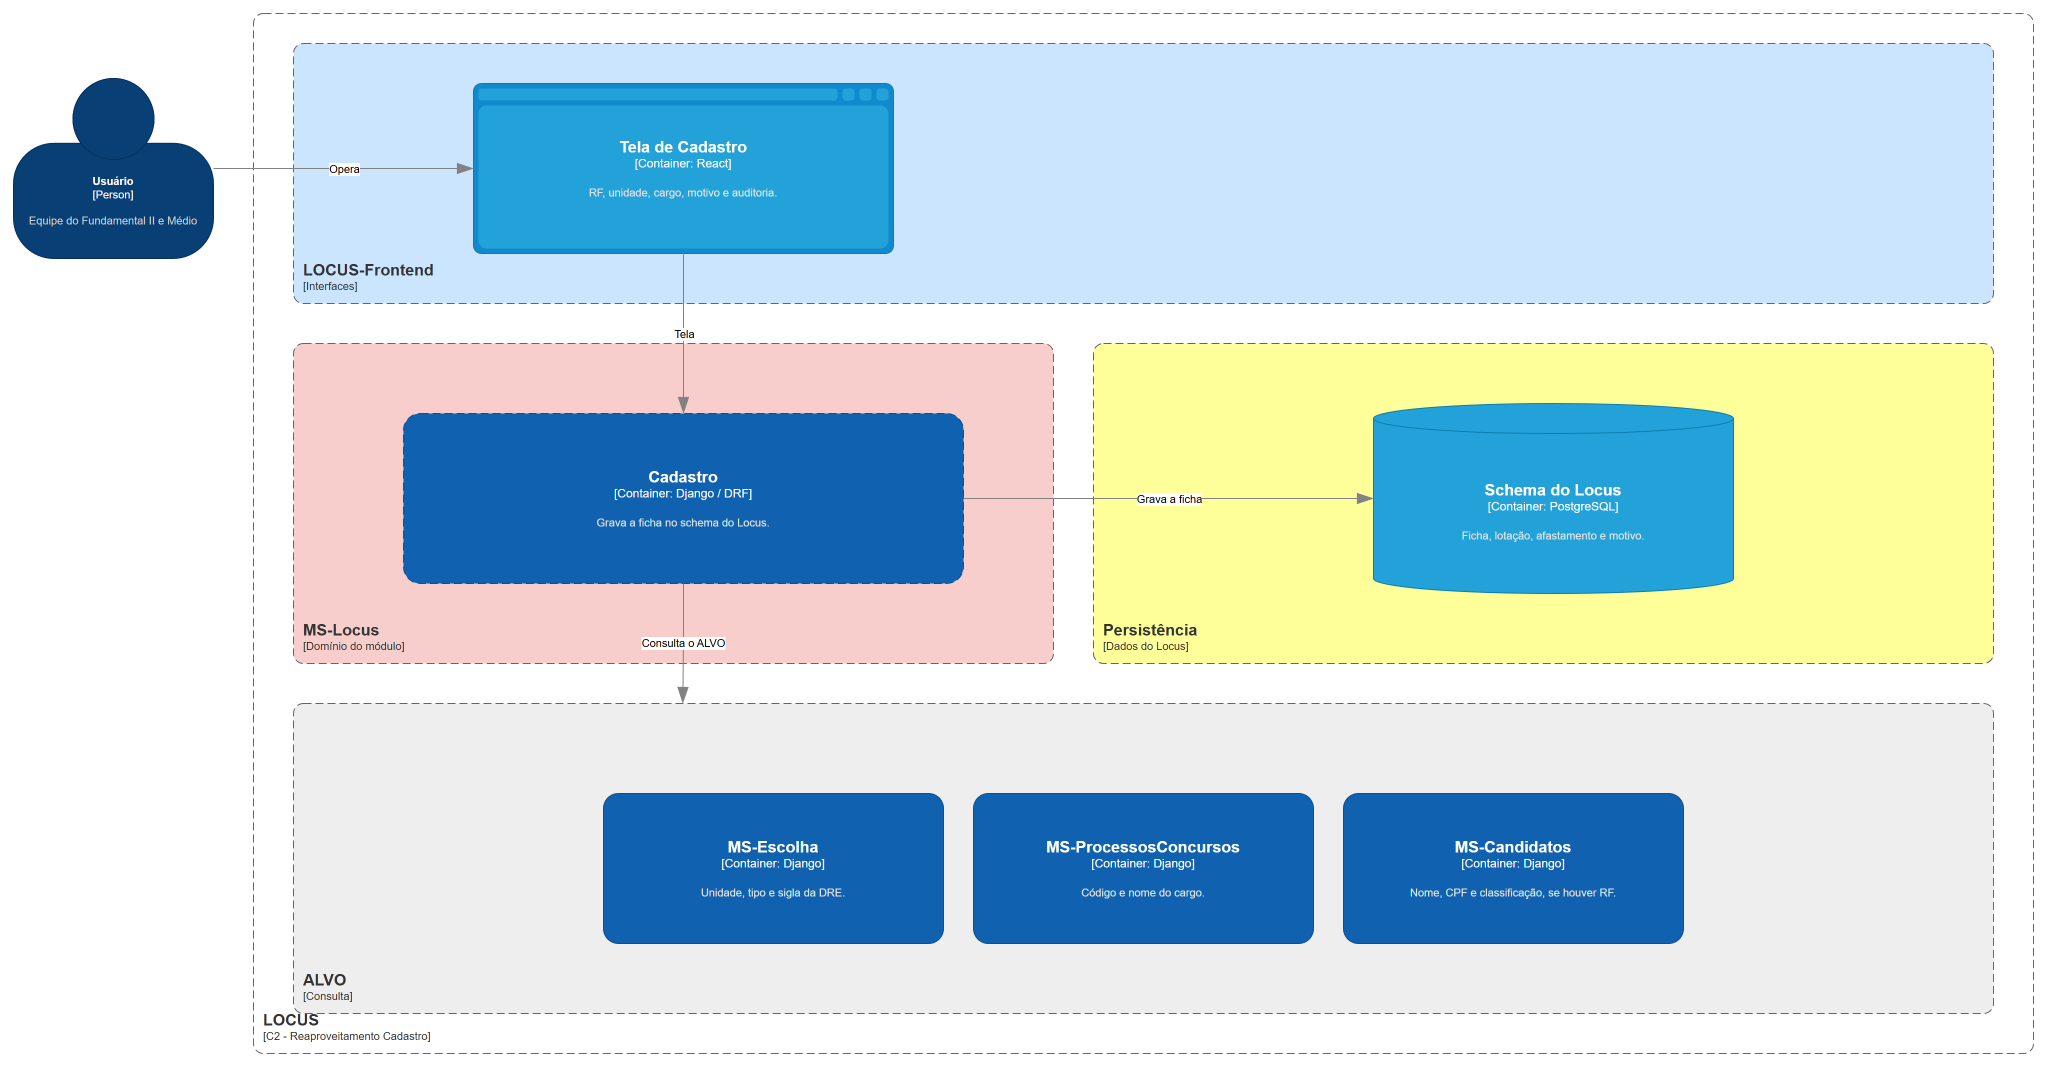 Usuário
[Person]
Equipe do Fundamental II e Médio
Opera
Tela de Cadastro
[Container: React]
RF, unidade, cargo, motivo e auditoria.
LOCUS-Frontend
[Interfaces]
Tela
Cadastro
[Container: Django / DRF]
Grava a ficha no schema do Locus.
MS-Locus
[Domínio do módulo]
Grava a ficha
Schema do Locus
[Container: PostgreSQL]
Ficha, lotação, afastamento e motivo.
Persistência
[Dados do Locus]
Consulta o ALVO
MS-Escolha
[Container: Django]
Unidade, tipo e sigla da DRE.
MS-ProcessosConcursos
[Container: Django]
Código e nome do cargo.
MS-Candidatos
[Container: Django]
Nome, CPF e classificação, se houver RF.
ALVO
[Consulta]
LOCUS
[C2 - Reaproveitamento Cadastro]